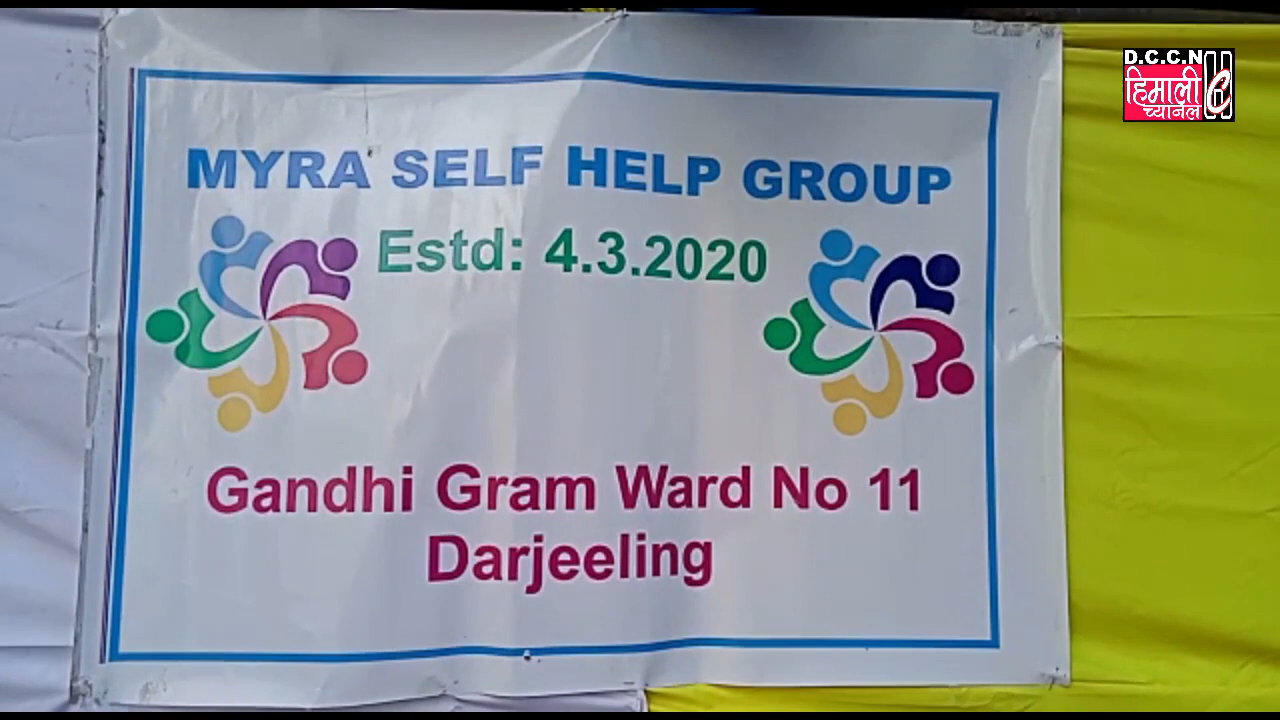 D.C.C.N
हिमाली
च्यानल
MYRA SELF HELP GROUP
Estd: 4.3.2020
Gandhi Gram Ward No 11
Darjeeling